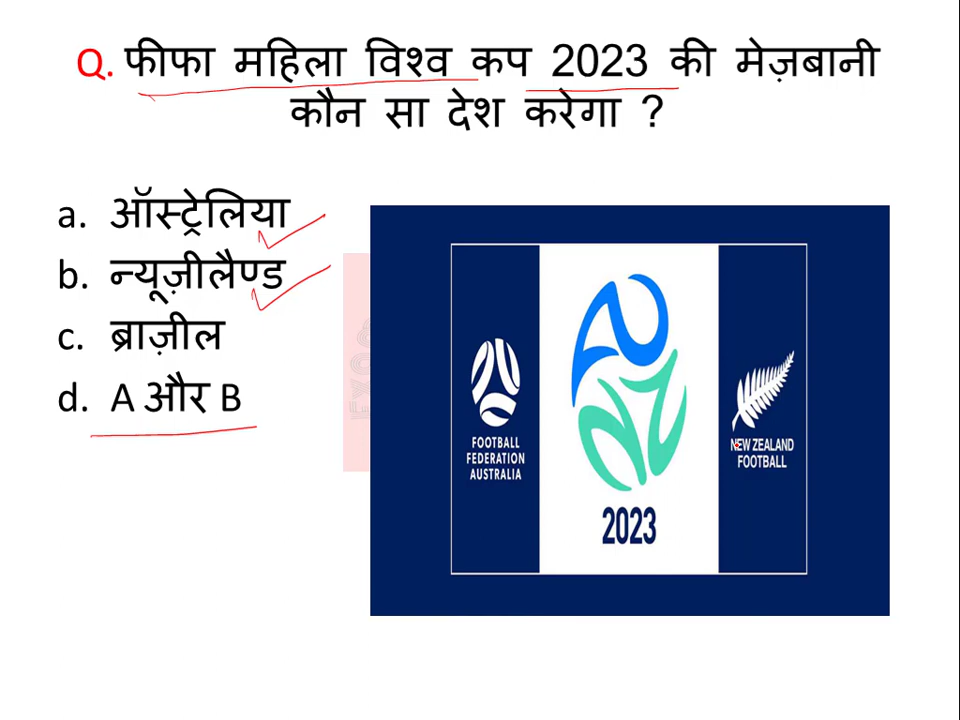 Q. फीफा महिला विश्व कप 2023 की मेज़बानी
कौन सा देश करेगा ?
a. ऑस्ट्रेलिया
b. न्यूज़ीलैण्ड
c. ब्राज़ील
d. A और B
FOOTBALL
FEDERATION
AUSTRALIA
2023
NEW ZEALAND
FOOTBALL